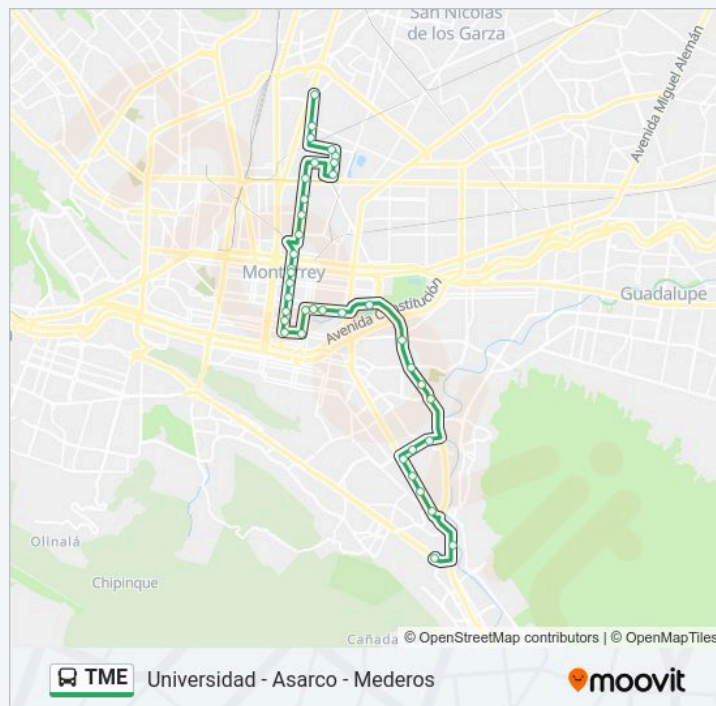 San Nicolás
de los Garza
Avenida Miguel Alemán
Monterrey
Guadalupe
Avenida Constitución
Olinalá
Chipinque
Cañada
© OpenStreetMap contributors | © OpenMapTiles
TME Universidad - Asarco - Mederos
moovit